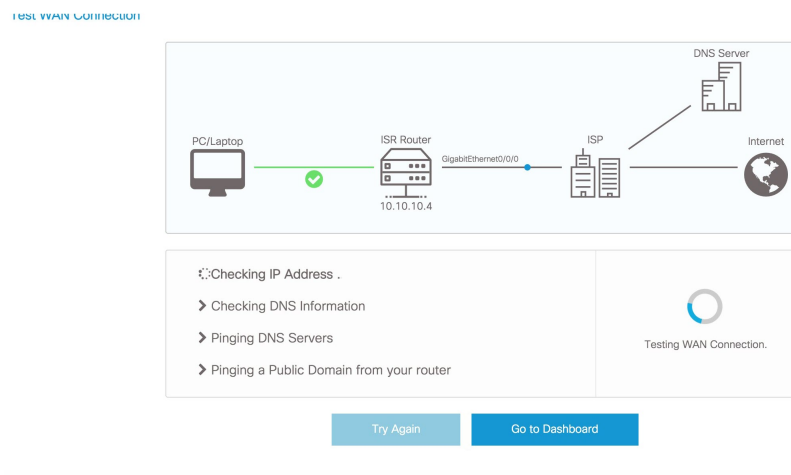 Test WAN Connection
DNS Server
PC/Laptop
ISR Router
ISP
Internet
GigabitEthernet0/0/0
10.10.10.4
Checking IP Address .
Checking DNS Information
Pinging DNS Servers
Pinging a Public Domain from your router
Testing WAN Connection.
Try Again
Go to Dashboard